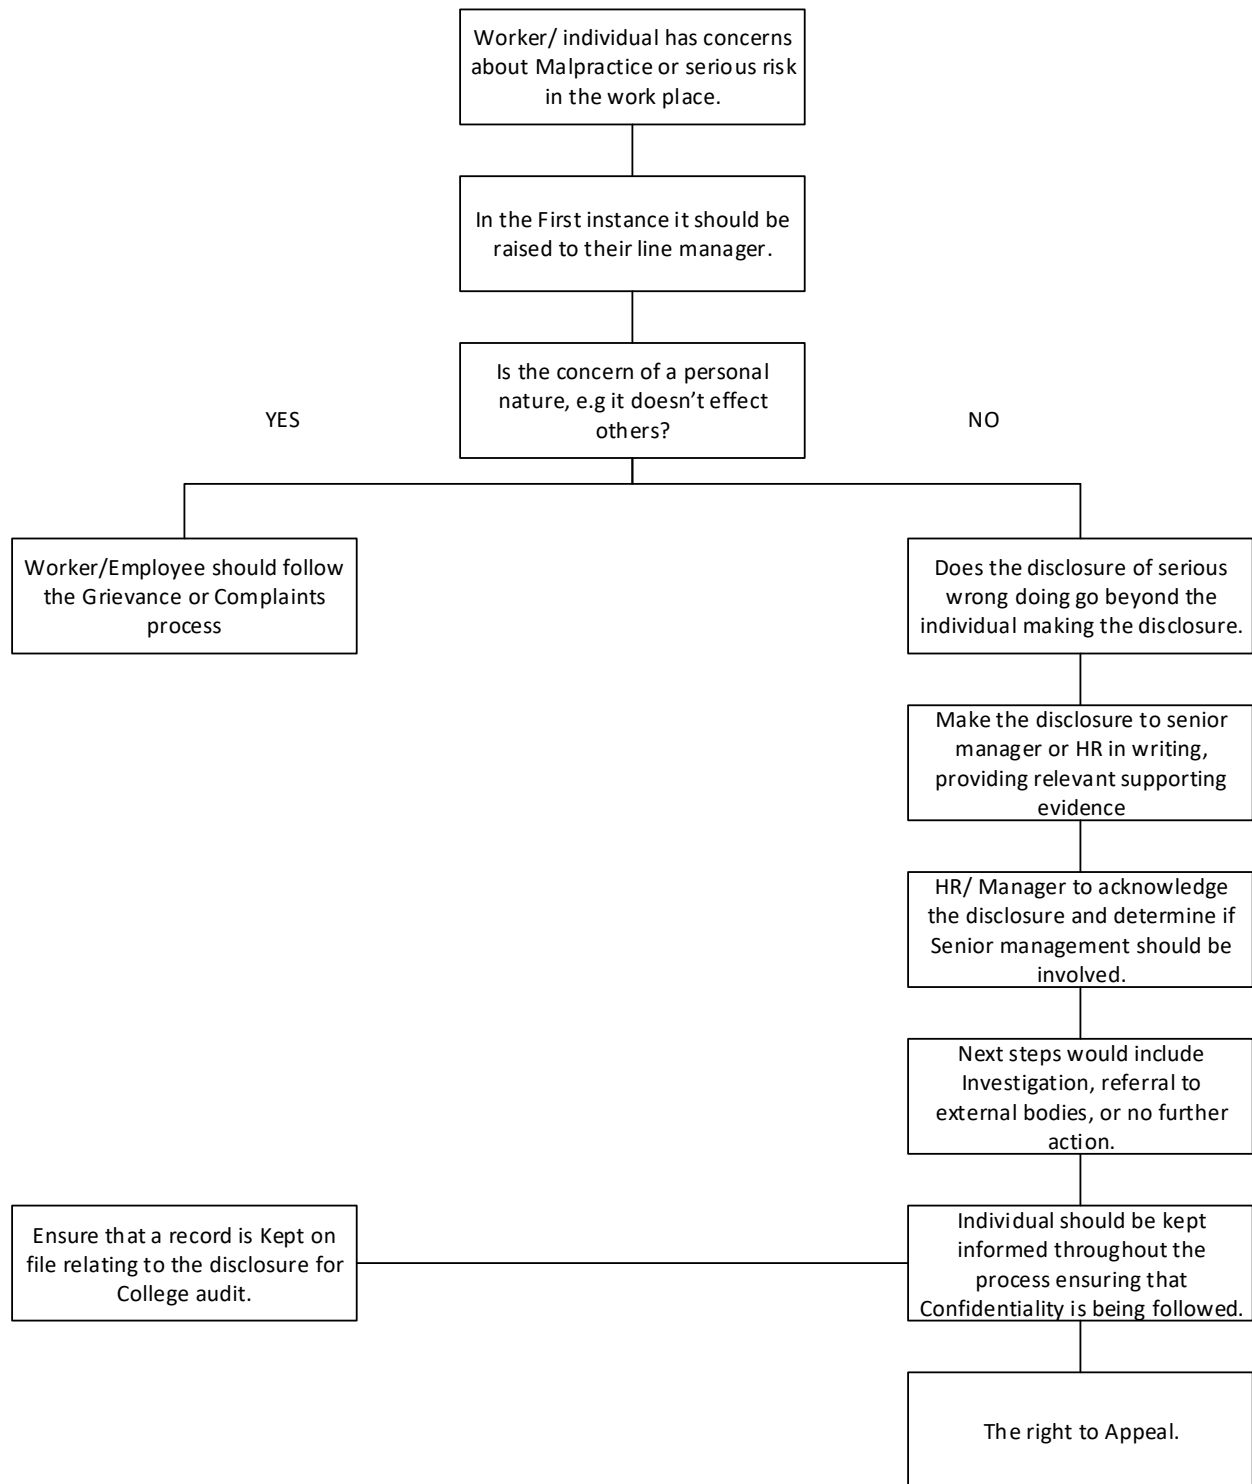 Worker/ individual has concerns
about Malpractice or serious risk
in the work place.
In the First instance it should be
raised to their line manager.
Is the concern of a personal
nature, e.g it doesn’t effect
others?
YES
NO
Worker/Employee should follow
the Grievance or Complaints
process
Does the disclosure of serious
wrong doing go beyond the
individual making the disclosure.
Make the disclosure to senior
manager or HR in writing,
providing relevant supporting
evidence
HR/ Manager to acknowledge
the disclosure and determine if
Senior management should be
involved.
Next steps would include
Investigation, referral to
external bodies, or no further
action.
Ensure that a record is Kept on
file relating to the disclosure for
College audit.
Individual should be kept
informed throughout the
process ensuring that
Confidentiality is being followed.
The right to Appeal.